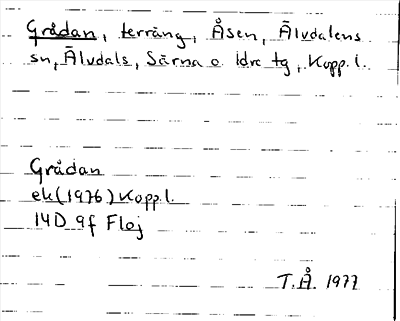 Grådan, terräng, Åsen, Älvdalens
sn, Älvdals, Särna o Idre tg, Kopp. l.
Grådan
ek (1976) Kopp.l.
14D 9f Floj
T.Å. 1977